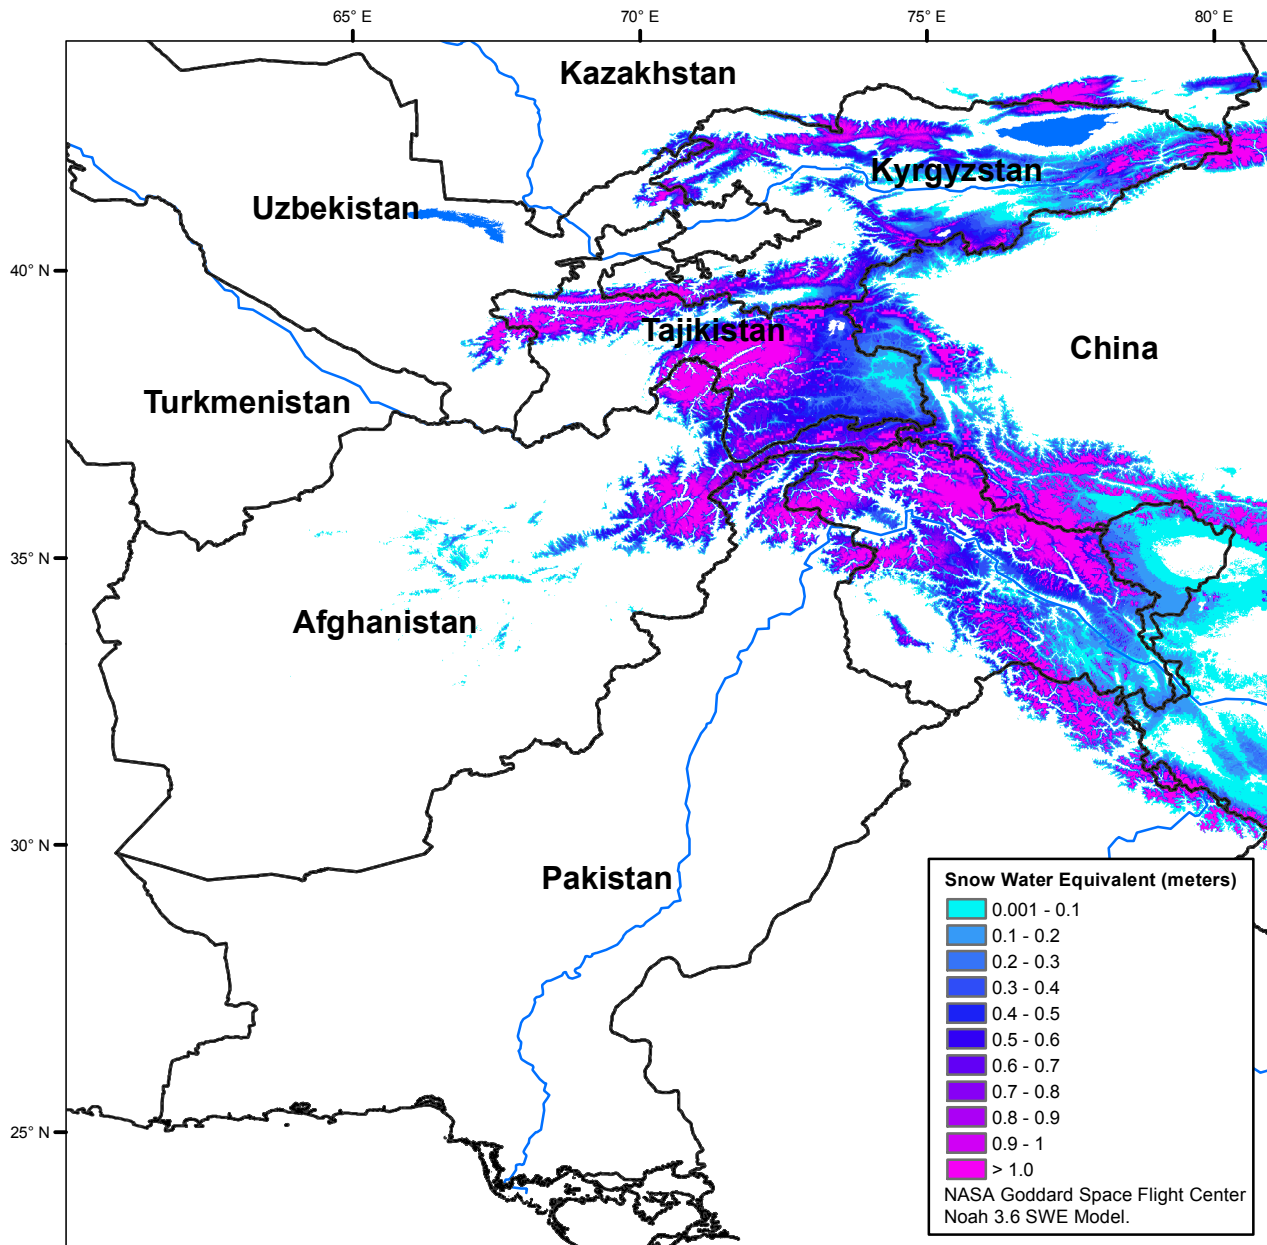 65° E
70° E
75° E
80° E
Kazakhstan
Kyrgyzstan
Uzbekistan
40° N
Tajikistan
China
Turkmenistan
35° N
Afghanistan
30° N
Pakistan
Snow Water Equivalent (meters)
0.001 - 0.1
0.1 - 0.2
0.2 - 0.3
0.3 - 0.4
0.4 - 0.5
0.5 - 0.6
0.6 - 0.7
0.7 - 0.8
0.8 - 0.9
0.9 - 1
> 1.0
NASA Goddard Space Flight Center
Noah 3.6 SWE Model.
25° N